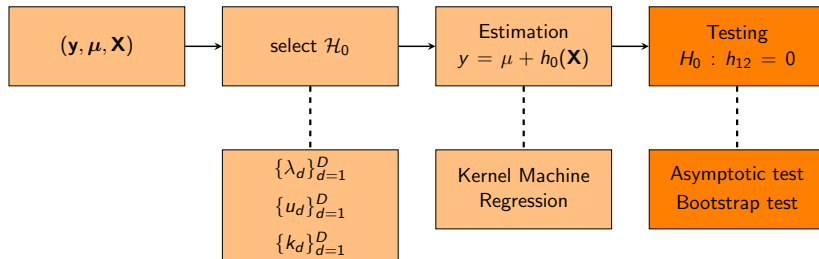 (y, μ, X)
select ℋ₀
Estimation
y = μ + h₀(X)
Testing
H₀ : h₁₂ = 0
{λ_d}_{d=1}^D
{u_d}_{d=1}^D
{k_d}_{d=1}^D
Kernel Machine
Regression
Asymptotic test
Bootstrap test